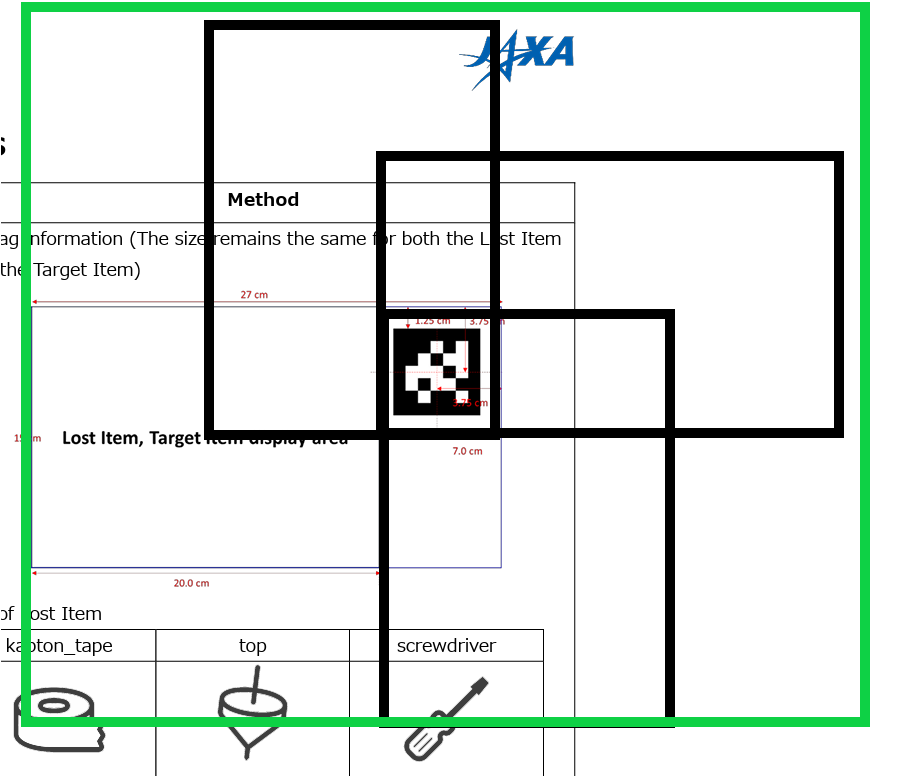 JAXA
s
Method
ag information (The size remains the same for both the Lost Item
the Target Item)
27 cm
1.25 cm
3.75
3.75 cm
Lost Item, Target Item display area
7.0 cm
20.0 cm
of Lost Item
kapton_tape top screwdriver